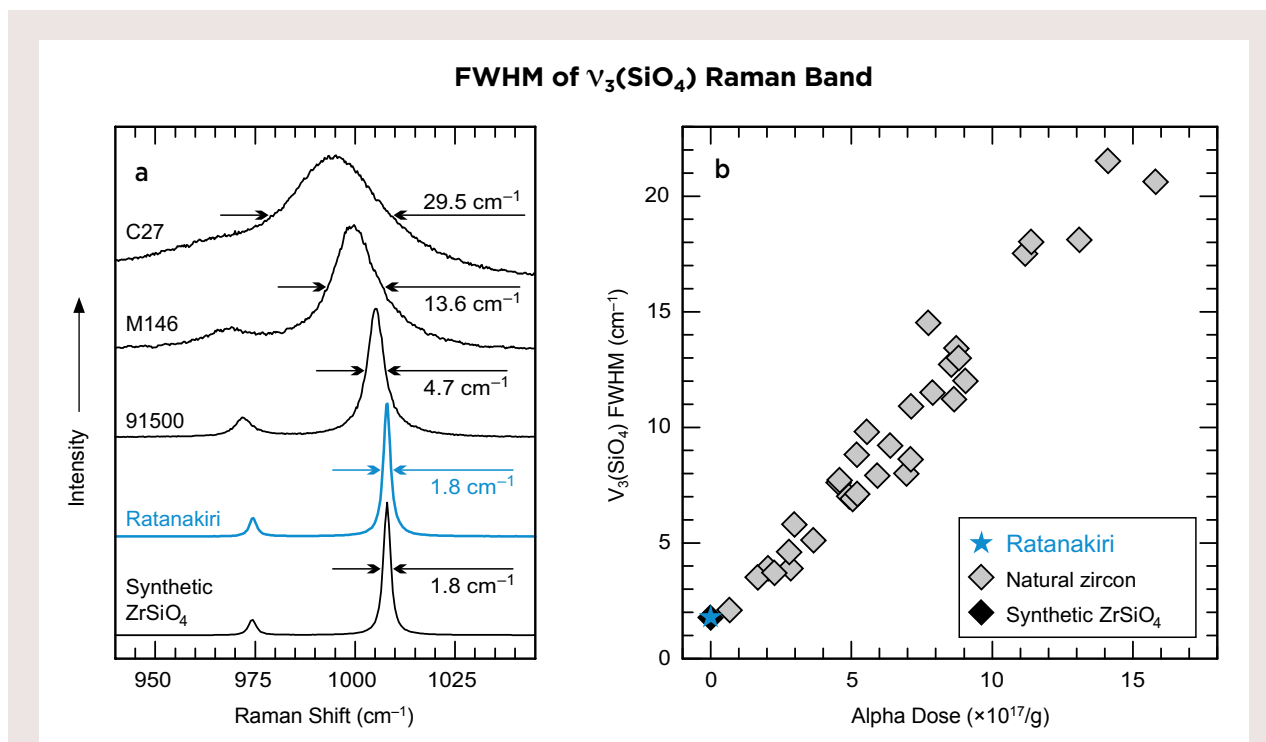 FWHM of ν₃(SiO₄) Raman Band
a
C27
29.5 cm⁻¹
M146
13.6 cm⁻¹
91500
4.7 cm⁻¹
Ratanakiri
1.8 cm⁻¹
Synthetic
ZrSiO₄
1.8 cm⁻¹
Intensity
950 975 1000 1025
Raman Shift (cm⁻¹)
b
V₃(SiO₄) FWHM (cm⁻¹)
20
15
10
5
0
Ratanakiri
Natural zircon
Synthetic ZrSiO₄
0 5 10 15
Alpha Dose (×10¹⁷/g)